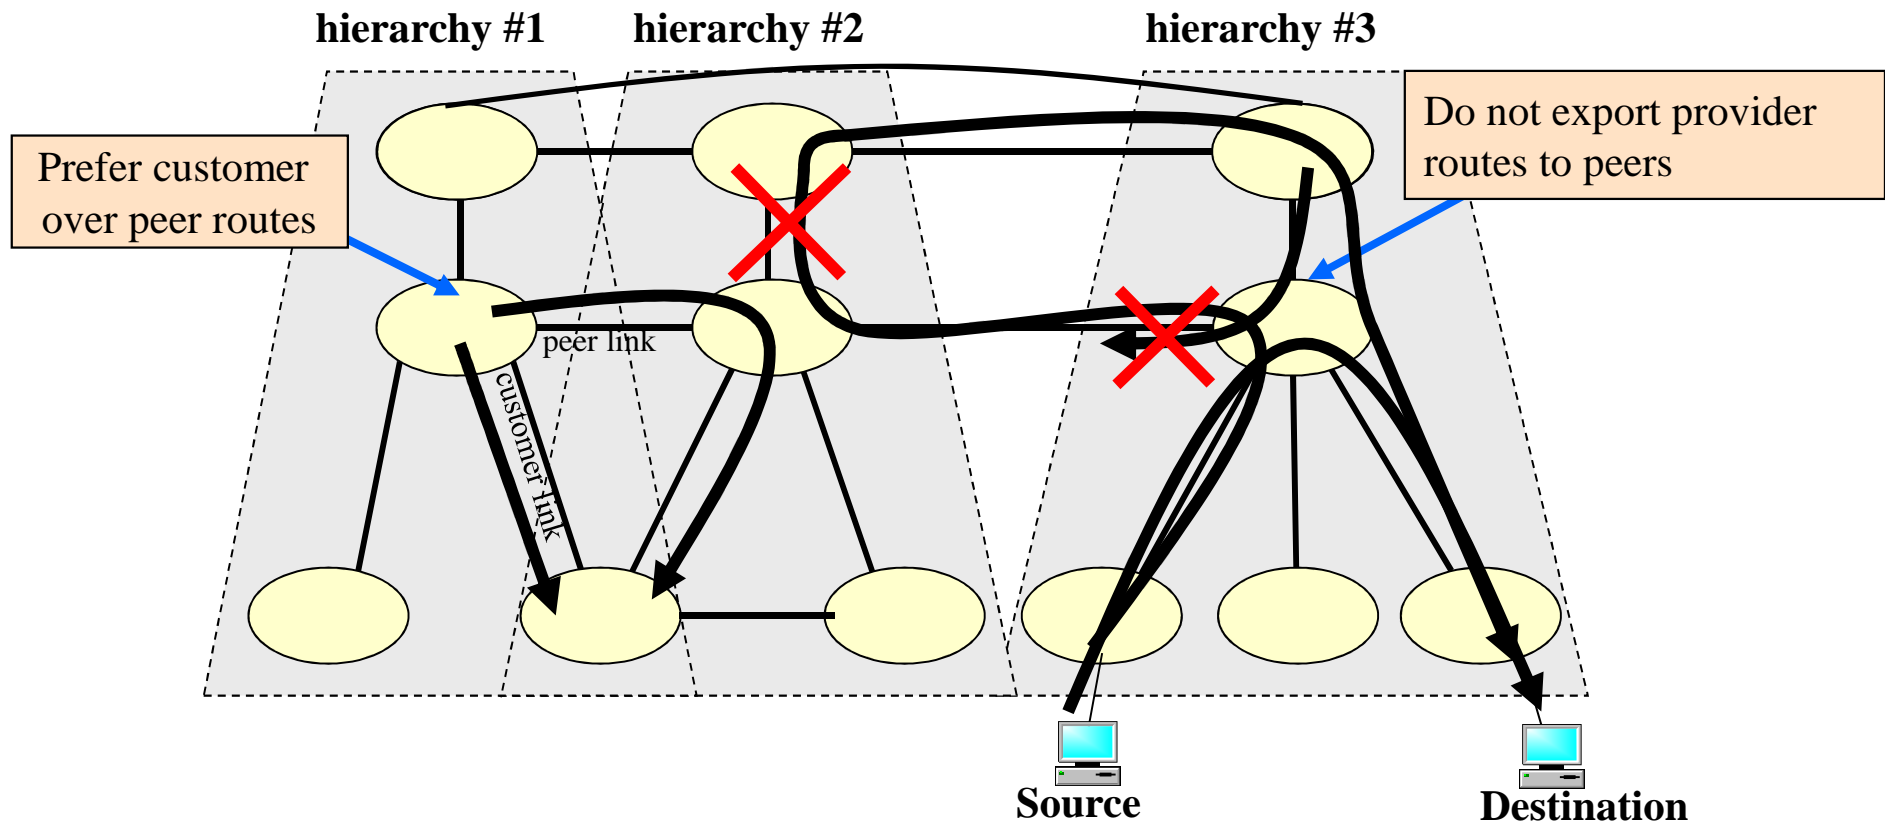 hierarchy #1
hierarchy #2
hierarchy #3
Prefer customer
over peer routes
Do not export provider
routes to peers
peer link
customer link
Source
Destination